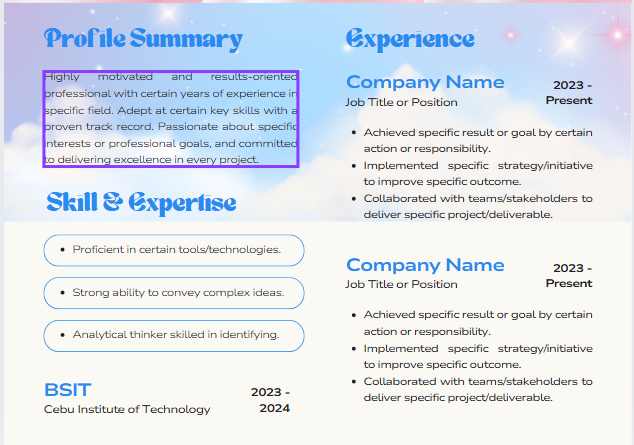 Profile Summary
Highly motivated and results-oriented
professional with certain years of experience in
specific field. Adept at certain key skills with a
proven track record. Passionate about specific
interests or professional goals, and committed
to delivering excellence in every project.
Skill & Expertise
• Proficient in certain tools/technologies.
• Strong ability to convey complex ideas.
• Analytical thinker skilled in identifying.
BSIT
2023 -
2024
Cebu Institute of Technology
Experience
Company Name
2023 -
Present
Job Title or Position
• Achieved specific result or goal by certain
action or responsibility.
• Implemented specific strategy/initiative
to improve specific outcome.
• Collaborated with teams/stakeholders to
deliver specific project/deliverable.
Company Name
2023 -
Present
Job Title or Position
• Achieved specific result or goal by certain
action or responsibility.
• Implemented specific strategy/initiative
to improve specific outcome.
• Collaborated with teams/stakeholders to
deliver specific project/deliverable.